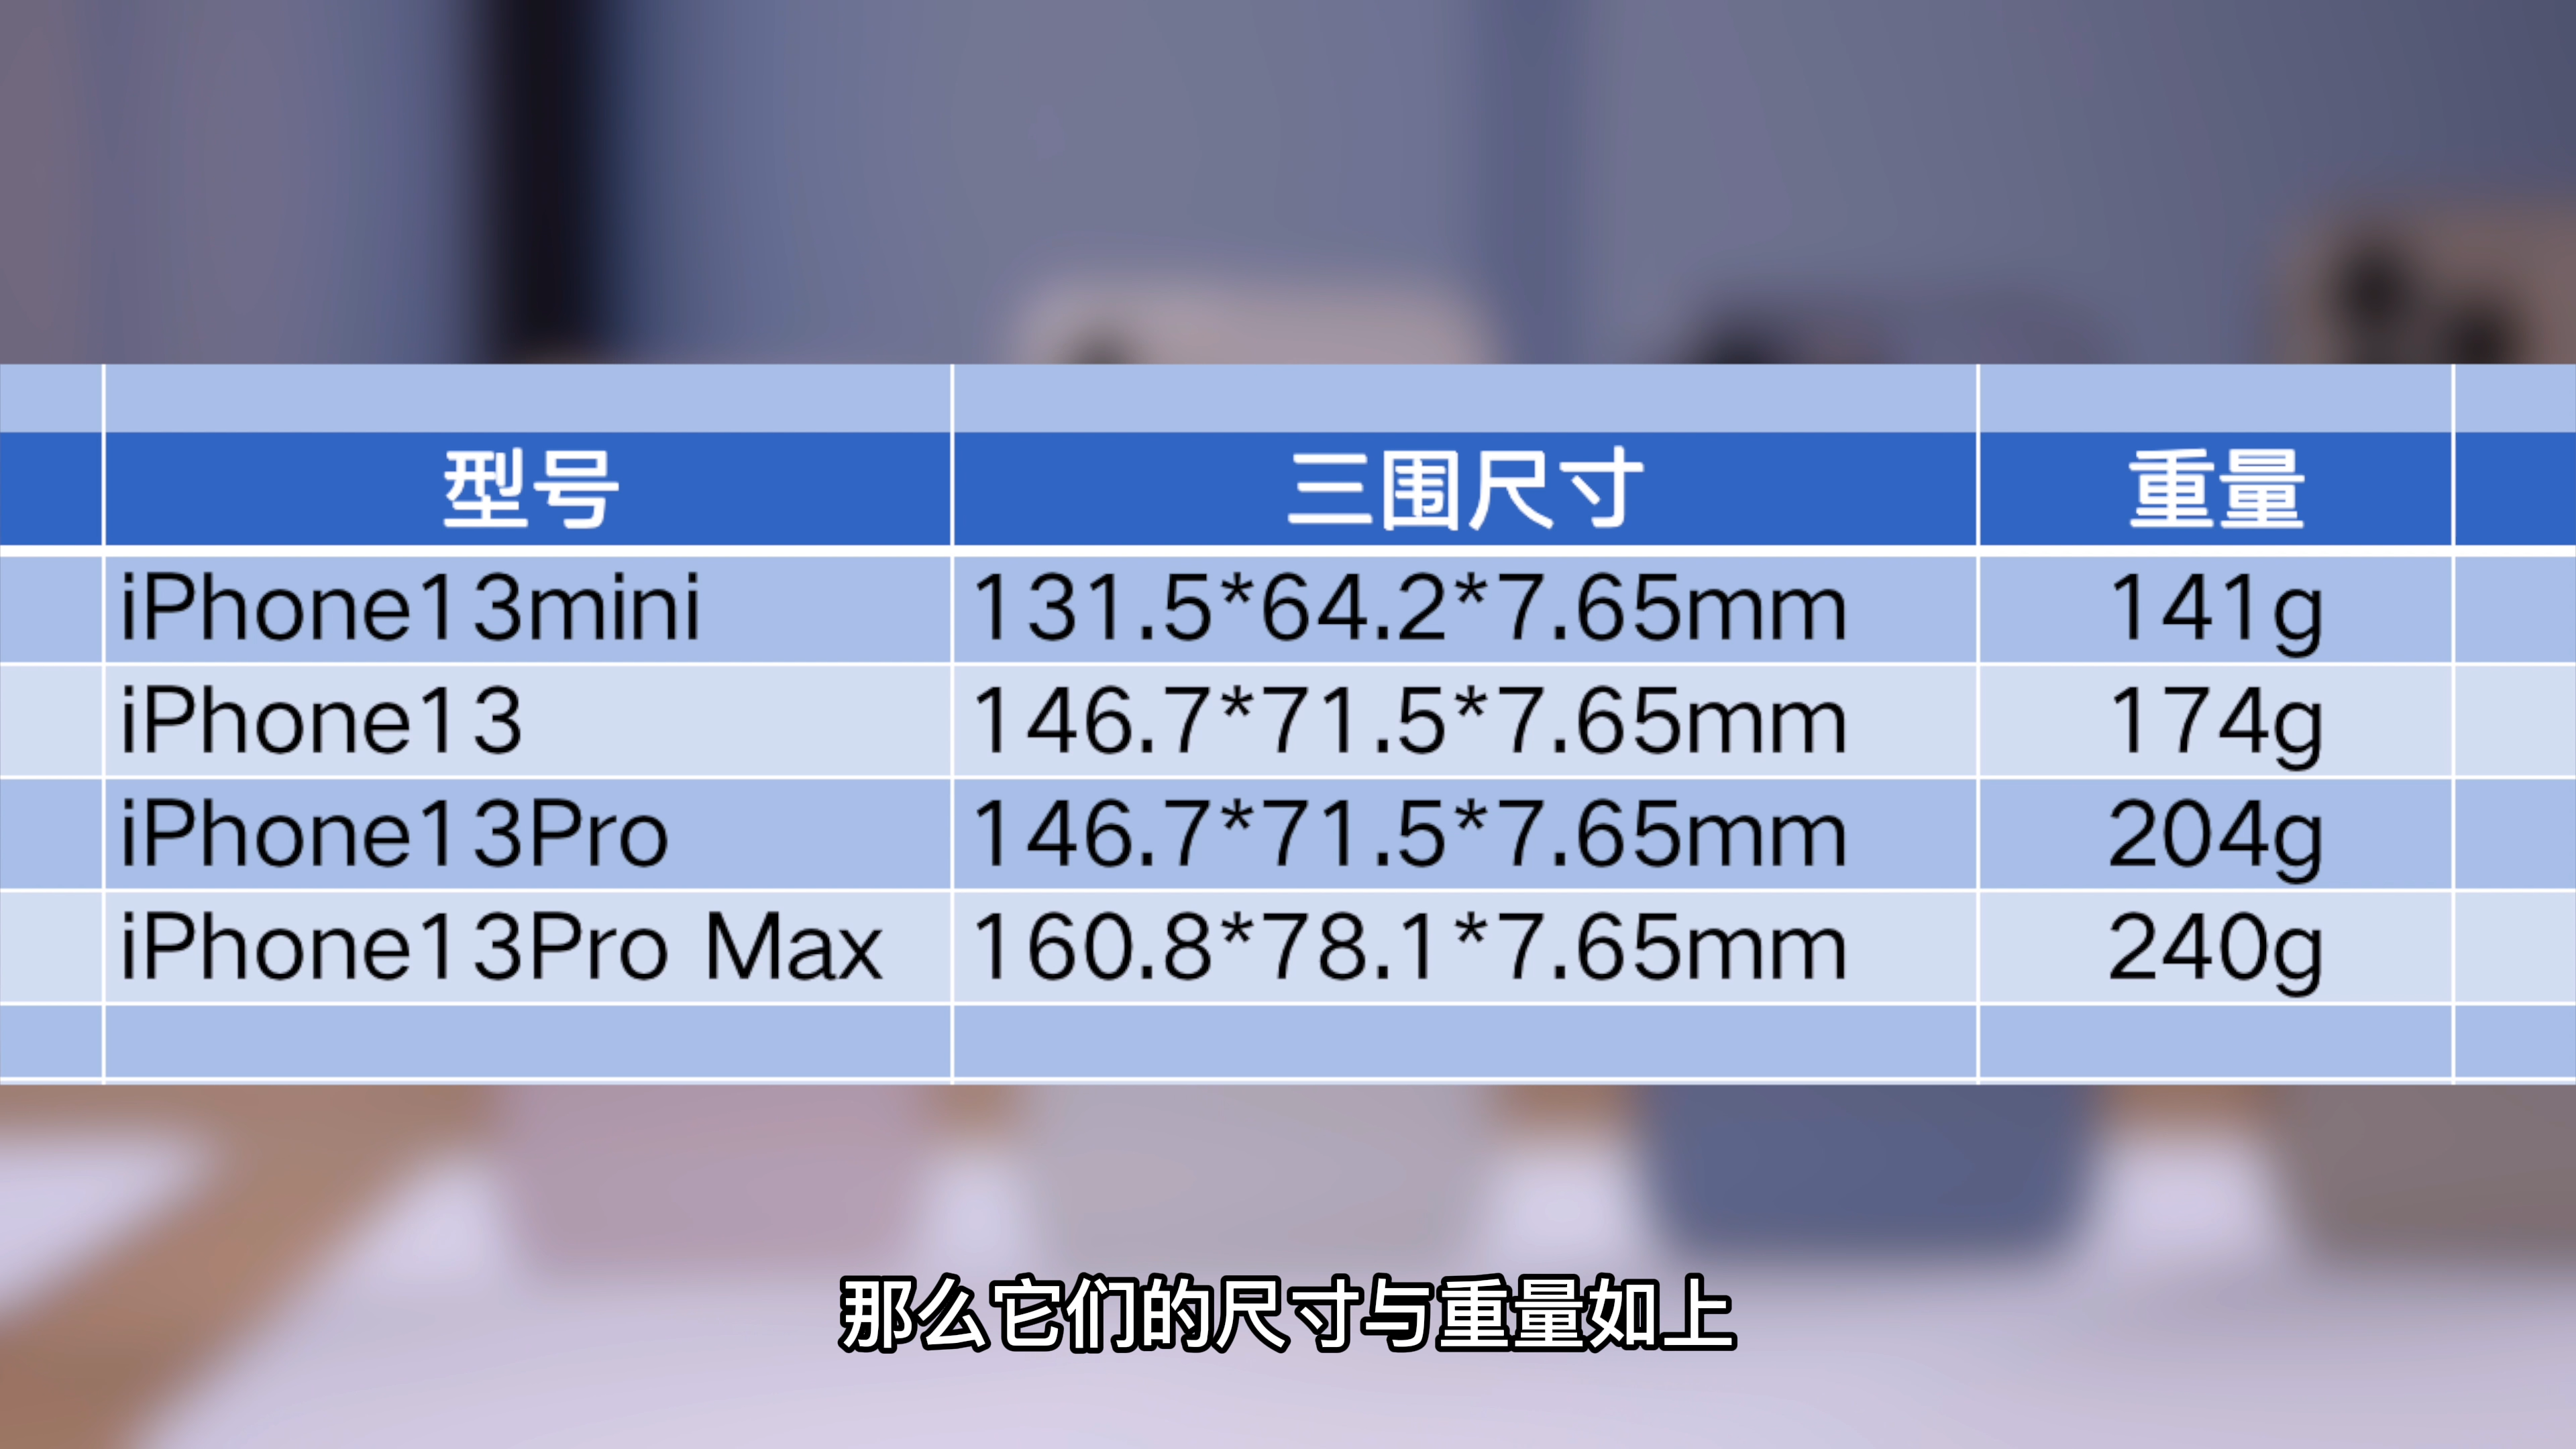 型号 三围尺寸 重量
iPhone13mini 131.5*64.2*7.65mm 141g
iPhone13 146.7*71.5*7.65mm 174g
iPhone13Pro 146.7*71.5*7.65mm 204g
iPhone13Pro Max 160.8*78.1*7.65mm 240g
那么它们的尺寸与重量如上